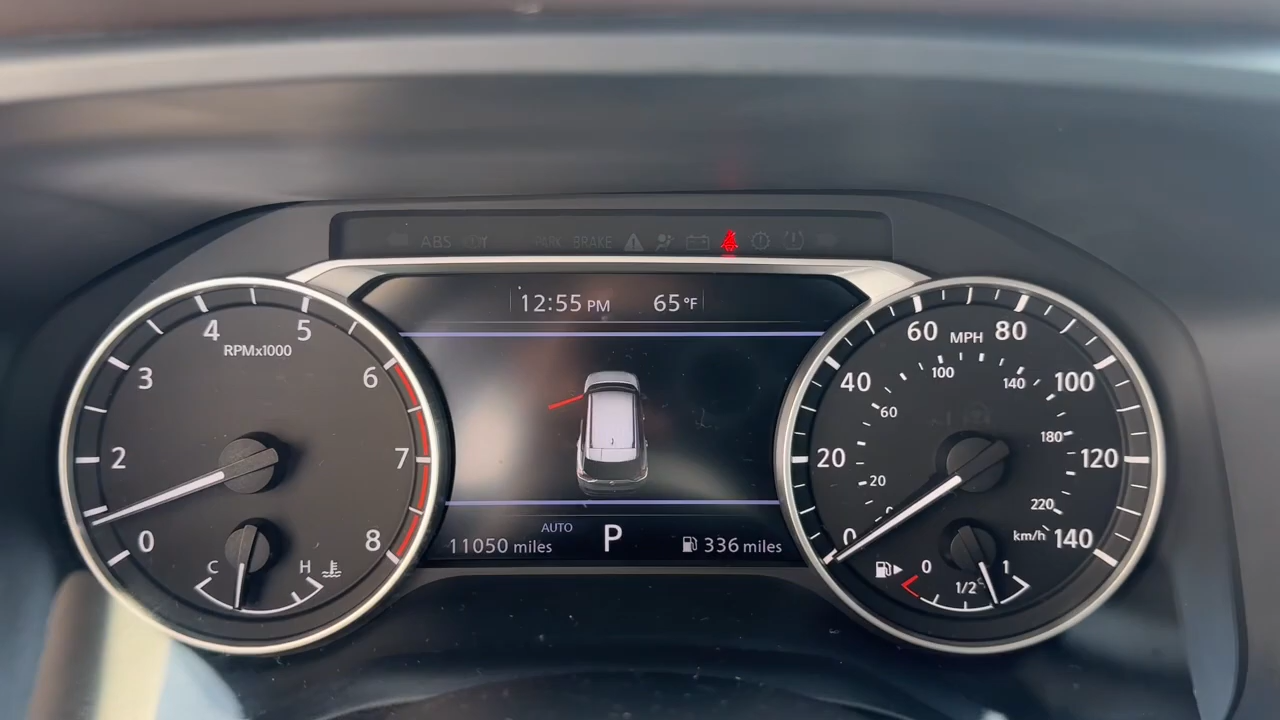 ABS
PARK BRAKE
12:55 PM 65°F
4 5
RPMx1000
3 6
2 7
0 8
C H
60 MPH 80
100 140
40 100
60 180
20 120
20 220
0 km/h 140
0
0 1
1/2
AUTO
11050 miles P 336 miles